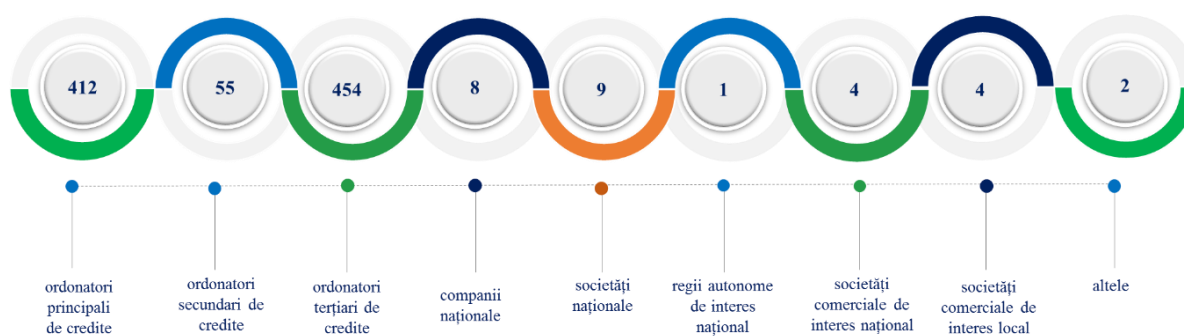 412
55
454
8
9
1
4
4
2
ordonatori
principali
de credite
ordonatori
secundari de
credite
ordonatori
terțiari de
credite
companii
naționale
societăți
naționale
regii autonome
de interes
național
societăți
comerciale de
interes național
societăți
comerciale de
interes local
altele